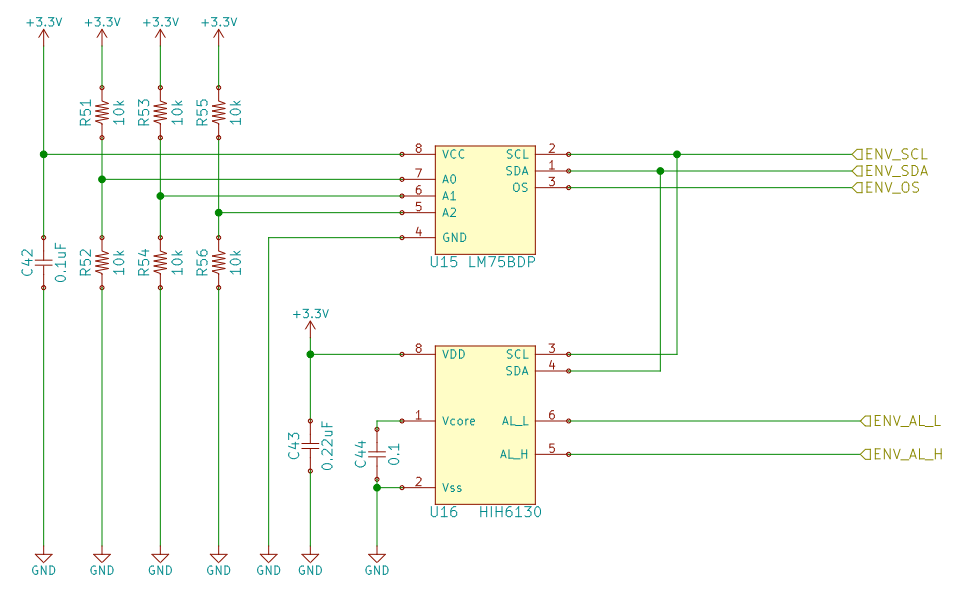 +3.3V +3.3V +3.3V +3.3V
R51 10k R53 10k R55 10k
8 VCC SCL 2 ENV_SCL
SDA 1 ENV_SDA
7 A0 OS 3 ENV_OS
6 A1
5 A2
4 GND
U15 LM75BDP
C42 0.1uF R52 10k R54 10k R56 10k
+3.3V
8 VDD SCL 3
SDA 4
1 Vcore AL_L 6 ENV_AL_L
C43 0.22uF C44 0.1 AL_H 5 ENV_AL_H
2 Vss
U16 HIH6130
GND GND GND GND GND GND GND